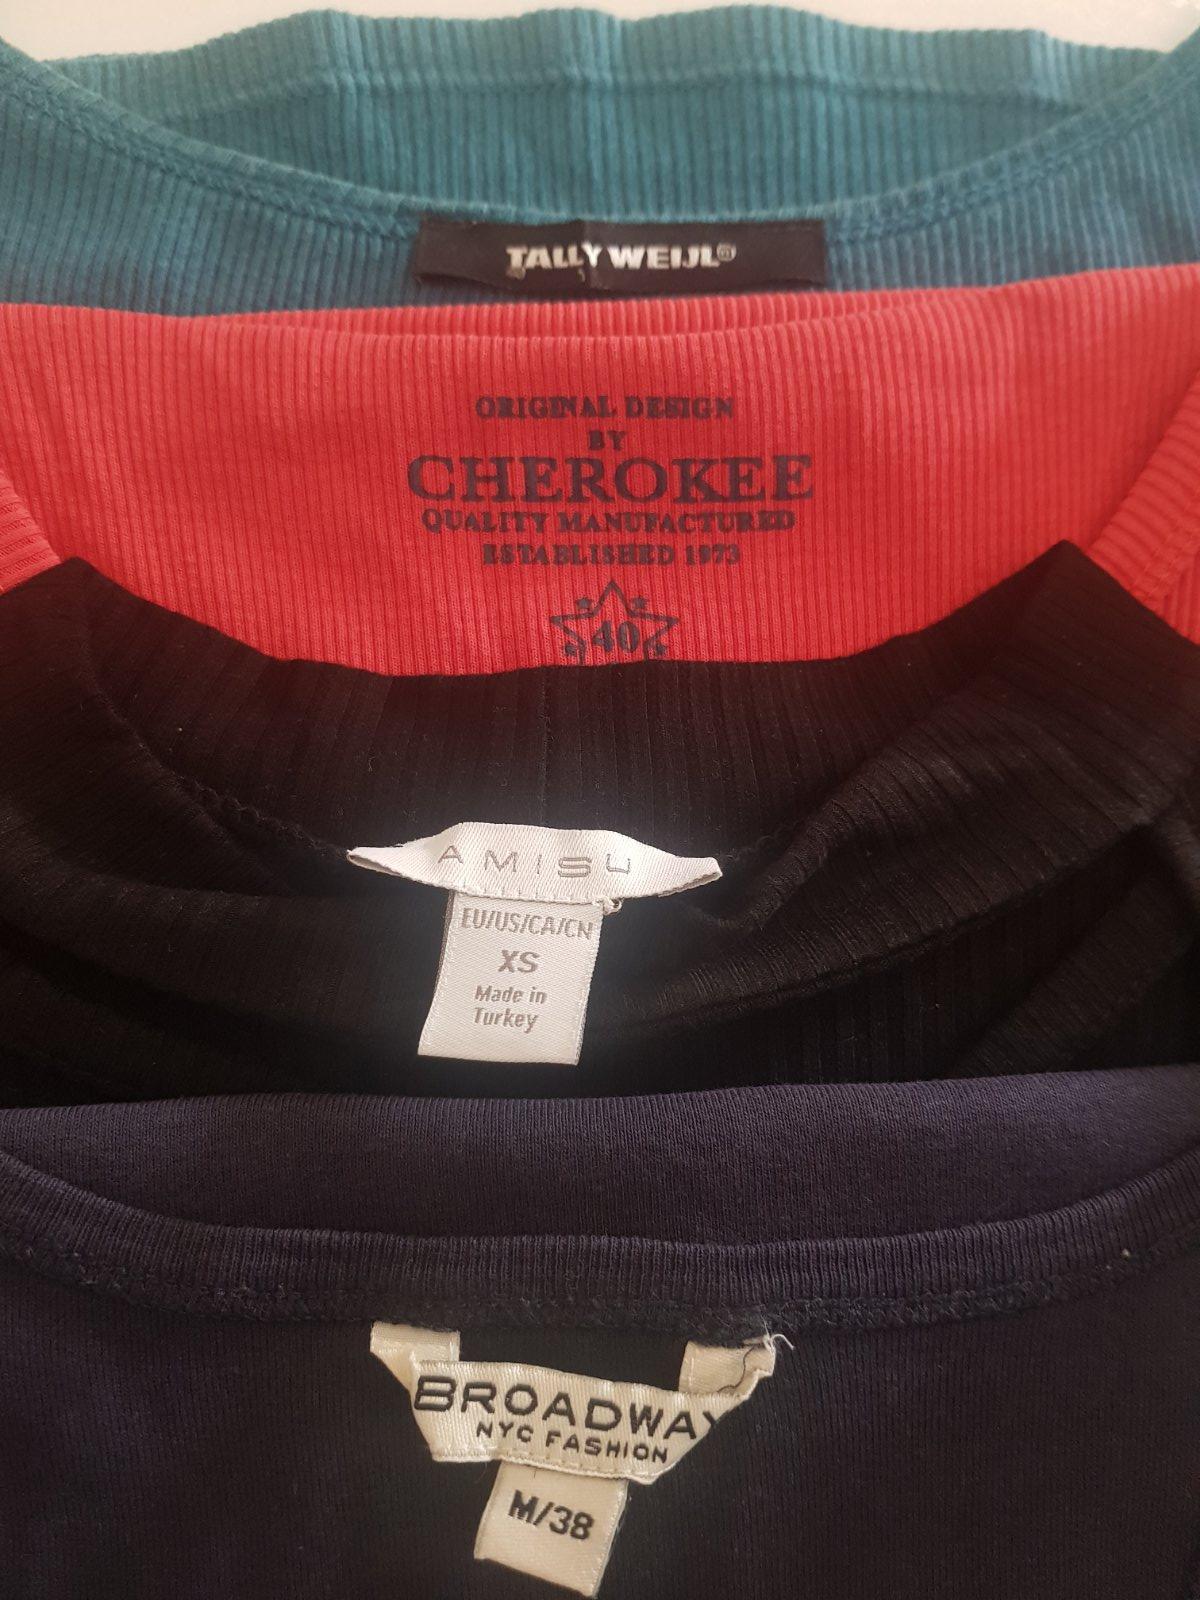 TALLY WEIJL
ORIGINAL DESIGN
BY
CHEROKEE
QUALITY MANUFACTURED
ESTABLISHED 1973
40
AMISU
EU/US/CA/CN
XS
Made in
Turkey
BROADWAY
NYC FASHION
M/38